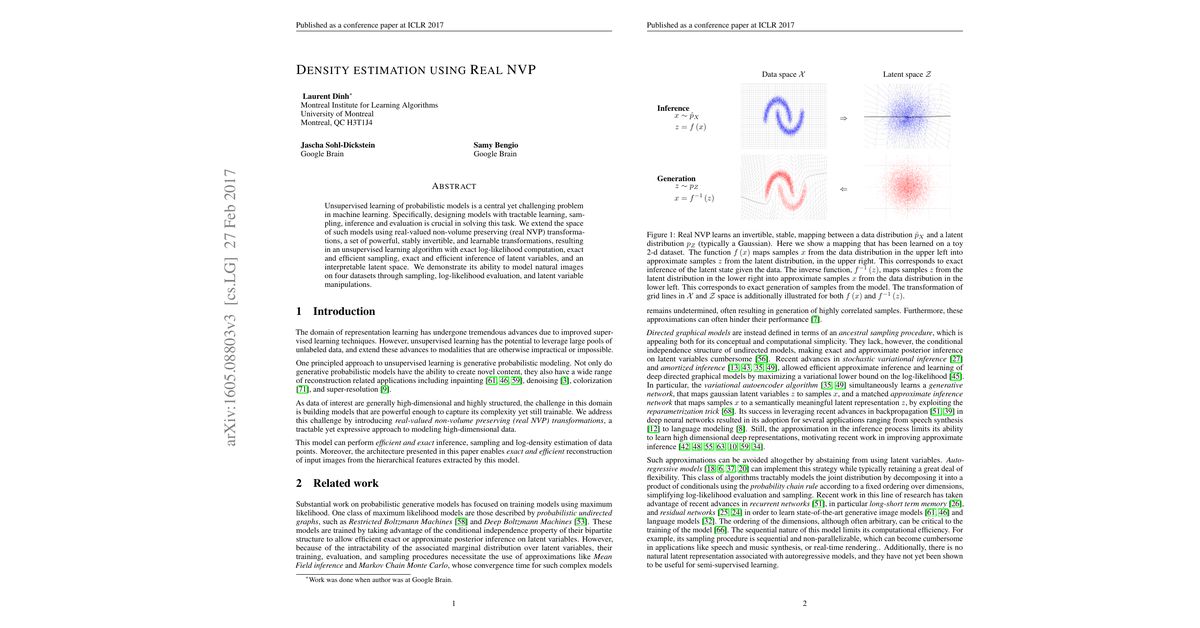 Published as a conference paper at ICLR 2017
DENSITY ESTIMATION USING REAL NVP
Laurent Dinh*
Montreal Institute for Learning Algorithms
University of Montreal
Montreal, QC H3T1J4
Jascha Sohl-Dickstein
Google Brain
Samy Bengio
Google Brain
ABSTRACT
Unsupervised learning of probabilistic models is a central yet challenging problem
in machine learning. Specifically, designing models with tractable learning, sam-
pling, inference and evaluation is crucial in solving this task. We extend the space
of such models using real-valued non-volume preserving (real NVP) transforma-
tions, a set of powerful, stably invertible, and learnable transformations, resulting
in an unsupervised learning algorithm with exact log-likelihood computation, exact
and efficient sampling, exact and efficient inference of latent variables, and an
interpretable latent space. We demonstrate its ability to model natural images
on four datasets through sampling, log-likelihood evaluation, and latent variable
manipulations.
1 Introduction
The domain of representation learning has undergone tremendous advances due to improved super-
vised learning techniques. However, unsupervised learning has the potential to leverage large pools of
unlabeled data, and extend these advances to modalities that are otherwise impractical or impossible.
One principled approach to unsupervised learning is generative probabilistic modeling. Not only do
generative probabilistic models have the ability to create novel content, they also have a wide range
of reconstruction related applications including inpainting [61, 46, 59], denoising [3], colorization
[71], and super-resolution [9].
As data of interest are generally high-dimensional and highly structured, the challenge in this domain
is building models that are powerful enough to capture its complexity yet still trainable. We address
this challenge by introducing real-valued non-volume preserving (real NVP) transformations, a
tractable yet expressive approach to modeling high-dimensional data.
This model can perform efficient and exact inference, sampling and log-density estimation of data
points. Moreover, the architecture presented in this paper enables exact and efficient reconstruction
of input images from the hierarchical features extracted by this model.
2 Related work
Substantial work on probabilistic generative models has focused on training models using maximum
likelihood. One class of maximum likelihood models are those described by probabilistic undirected
graphs, such as Restricted Boltzmann Machines [58] and Deep Boltzmann Machines [53]. These
models are trained by taking advantage of the conditional independence property of their bipartite
structure to allow efficient exact or approximate posterior inference on latent variables. However,
because of the intractability of the associated marginal distribution over latent variables, their
training, evaluation, and sampling procedures necessitate the use of approximations like Mean
Field inference and Markov Chain Monte Carlo, whose convergence time for such complex models
*Work was done when author was at Google Brain.
1
arXiv:1605.08803v3 [cs.LG] 27 Feb 2017
Published as a conference paper at ICLR 2017
Data space X
Latent space Z
Inference
x ∼ p̂X
z = f (x)
⇒
Generation
z ∼ pZ
x = f⁻¹ (z)
⇐
Figure 1: Real NVP learns an invertible, stable, mapping between a data distribution p̂X and a latent
distribution pZ (typically a Gaussian). Here we show a mapping that has been learned on a toy
2-d dataset. The function f (x) maps samples x from the data distribution in the upper left into
approximate samples z from the latent distribution, in the upper right. This corresponds to exact
inference of the latent state given the data. The inverse function, f⁻¹ (z), maps samples z from the
latent distribution in the lower right into approximate samples x from the data distribution in the
lower left. This corresponds to exact generation of samples from the model. The transformation of
grid lines in X and Z space is additionally illustrated for both f (x) and f⁻¹ (z).
remains undetermined, often resulting in generation of highly correlated samples. Furthermore, these
approximations can often hinder their performance [7].
Directed graphical models are instead defined in terms of an ancestral sampling procedure, which is
appealing both for its conceptual and computational simplicity. They lack, however, the conditional
independence structure of undirected models, making exact and approximate posterior inference
on latent variables cumbersome [56]. Recent advances in stochastic variational inference [27]
and amortized inference [13, 43, 35, 49], allowed efficient approximate inference and learning of
deep directed graphical models by maximizing a variational lower bound on the log-likelihood [45].
In particular, the variational autoencoder algorithm [35, 49] simultaneously learns a generative
network, that maps gaussian latent variables z to samples x, and a matched approximate inference
network that maps samples x to a semantically meaningful latent representation z, by exploiting the
reparametrization trick [68]. Its success in leveraging recent advances in backpropagation [51, 39] in
deep neural networks resulted in its adoption for several applications ranging from speech synthesis
[12] to language modeling [8]. Still, the approximation in the inference process limits its ability
to learn high dimensional deep representations, motivating recent work in improving approximate
inference [42, 48, 55, 63, 10, 59, 34].
Such approximations can be avoided altogether by abstaining from using latent variables. Auto-
regressive models [18, 6, 37, 20] can implement this strategy while typically retaining a great deal of
flexibility. This class of algorithms tractably models the joint distribution by decomposing it into a
product of conditionals using the probability chain rule according to a fixed ordering over dimensions,
simplifying log-likelihood evaluation and sampling. Recent work in this line of research has taken
advantage of recent advances in recurrent networks [51], in particular long-short term memory [26],
and residual networks [25, 24] in order to learn state-of-the-art generative image models [61, 46] and
language models [32]. The ordering of the dimensions, although often arbitrary, can be critical to the
training of the model [66]. The sequential nature of this model limits its computational efficiency. For
example, its sampling procedure is sequential and non-parallelizable, which can become cumbersome
in applications like speech and music synthesis, or real-time rendering.. Additionally, there is no
natural latent representation associated with autoregressive models, and they have not yet been shown
to be useful for semi-supervised learning.
2